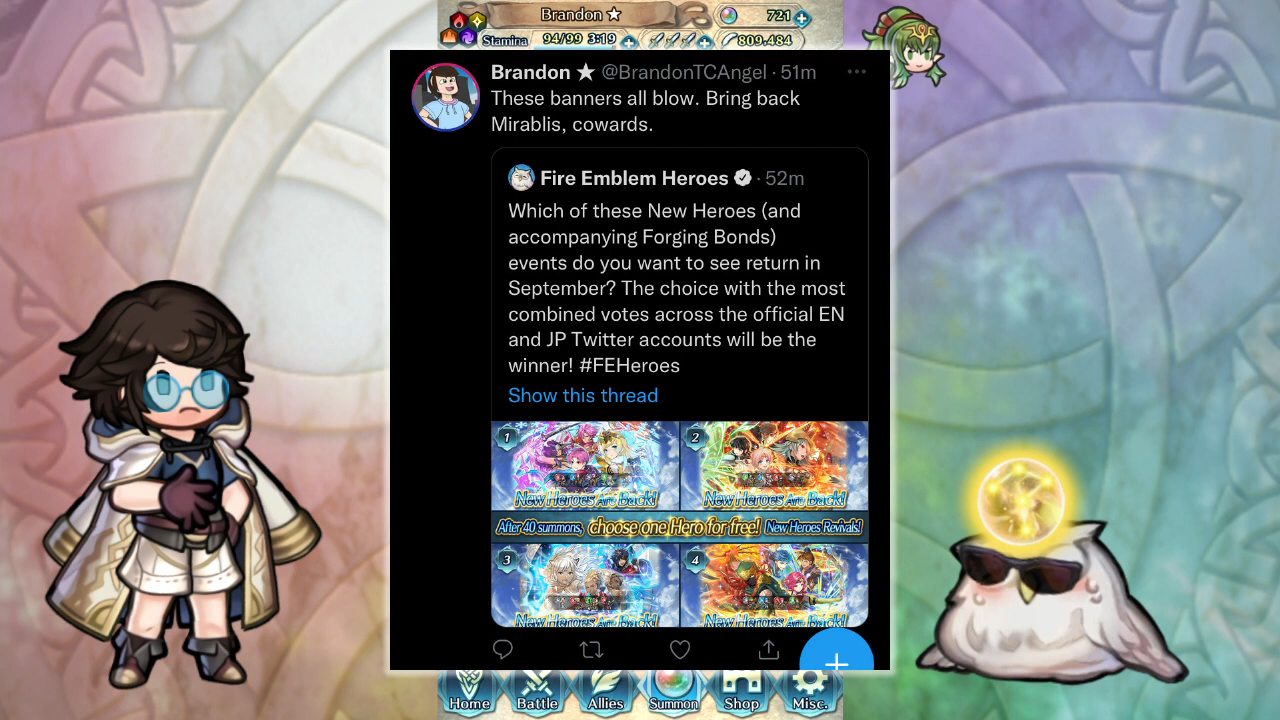 Brandon ★
721
Stamina 94/99 3:19
809,484
Brandon ★ @BrandonTCAngel · 51m
These banners all blow. Bring back
Mirablis, cowards.
Fire Emblem Heroes · 52m
Which of these New Heroes (and
accompanying Forging Bonds)
events do you want to see return in
September? The choice with the most
combined votes across the official EN
and JP Twitter accounts will be the
winner! #FEHeroes
Show this thread
1
New Heroes Are Back!
2
New Heroes Are Back!
After 40 summons, choose one Hero for free! New Heroes Revivals!
3
New Heroes Are Back!
4
New Heroes Are Back!
Home
Battle
Allies
Summon
Shop
Misc.